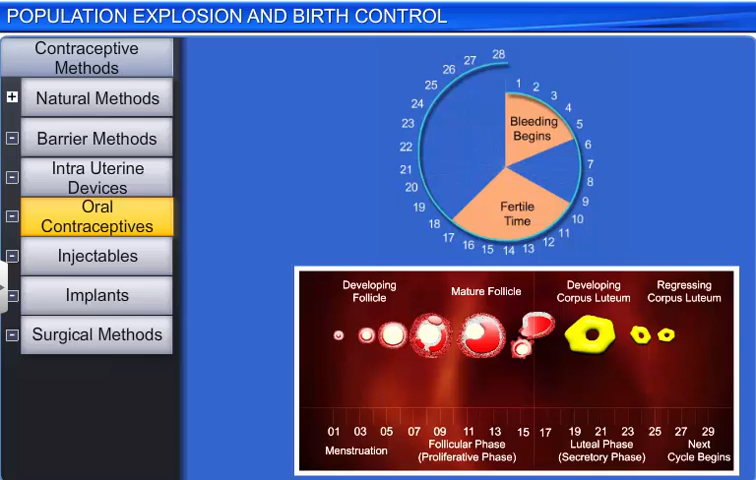 POPULATION EXPLOSION AND BIRTH CONTROL
Contraceptive
Methods
Natural Methods
Barrier Methods
Intra Uterine
Devices
Oral
Contraceptives
Injectables
Implants
Surgical Methods
28
27
26
25
24
23
22
21
20
19
18
17
16
15
14
13
12
11
10
9
8
7
6
5
4
3
2
1
Bleeding
Begins
Fertile
Time
Developing
Follicle
Mature Follicle
Developing
Corpus Luteum
Regressing
Corpus Luteum
01 03 05 07 09 11 13 15 17 19 21 23 25 27 29
Menstruation
Follicular Phase
(Proliferative Phase)
Luteal Phase
(Secretory Phase)
Next
Cycle Begins